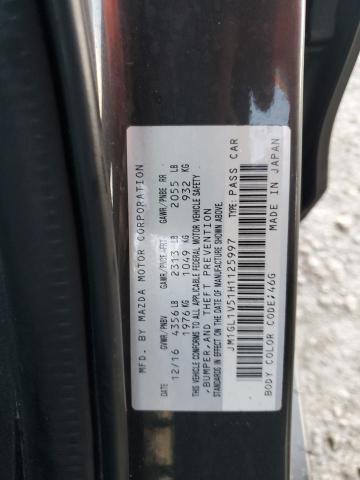 MFD. BY MAZDA MOTOR CORPORATION
GVWR/PNBV GAWR/PNBE FRT GAWR/PNBE RR
12/16 4356 LB 2313 LB 2055 LB
1976 KG 1049 KG 932 KG
THIS VEHICLE CONFORMS TO ALL APPLICABLE FEDERAL MOTOR VEHICLE SAFETY
,BUMPER,AND THEFT PREVENTION
STANDARDS IN EFFECT ON THE DATE OF MANUFACTURE SHOWN ABOVE.
JM1GL1V51H1125997 TYPE: PASS CAR
BODY COLOR CODE:46G MADE IN JAPAN